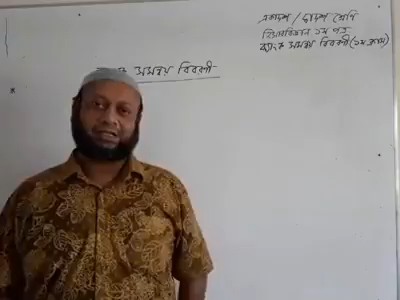 একাদশ / দ্বাদশ শ্রেণি
হিসাববিজ্ঞান ১ম পত্র
ব্যাংক সমন্বয় বিবরণী (১ম ক্লাস)
সমন্বয় বিবরণী